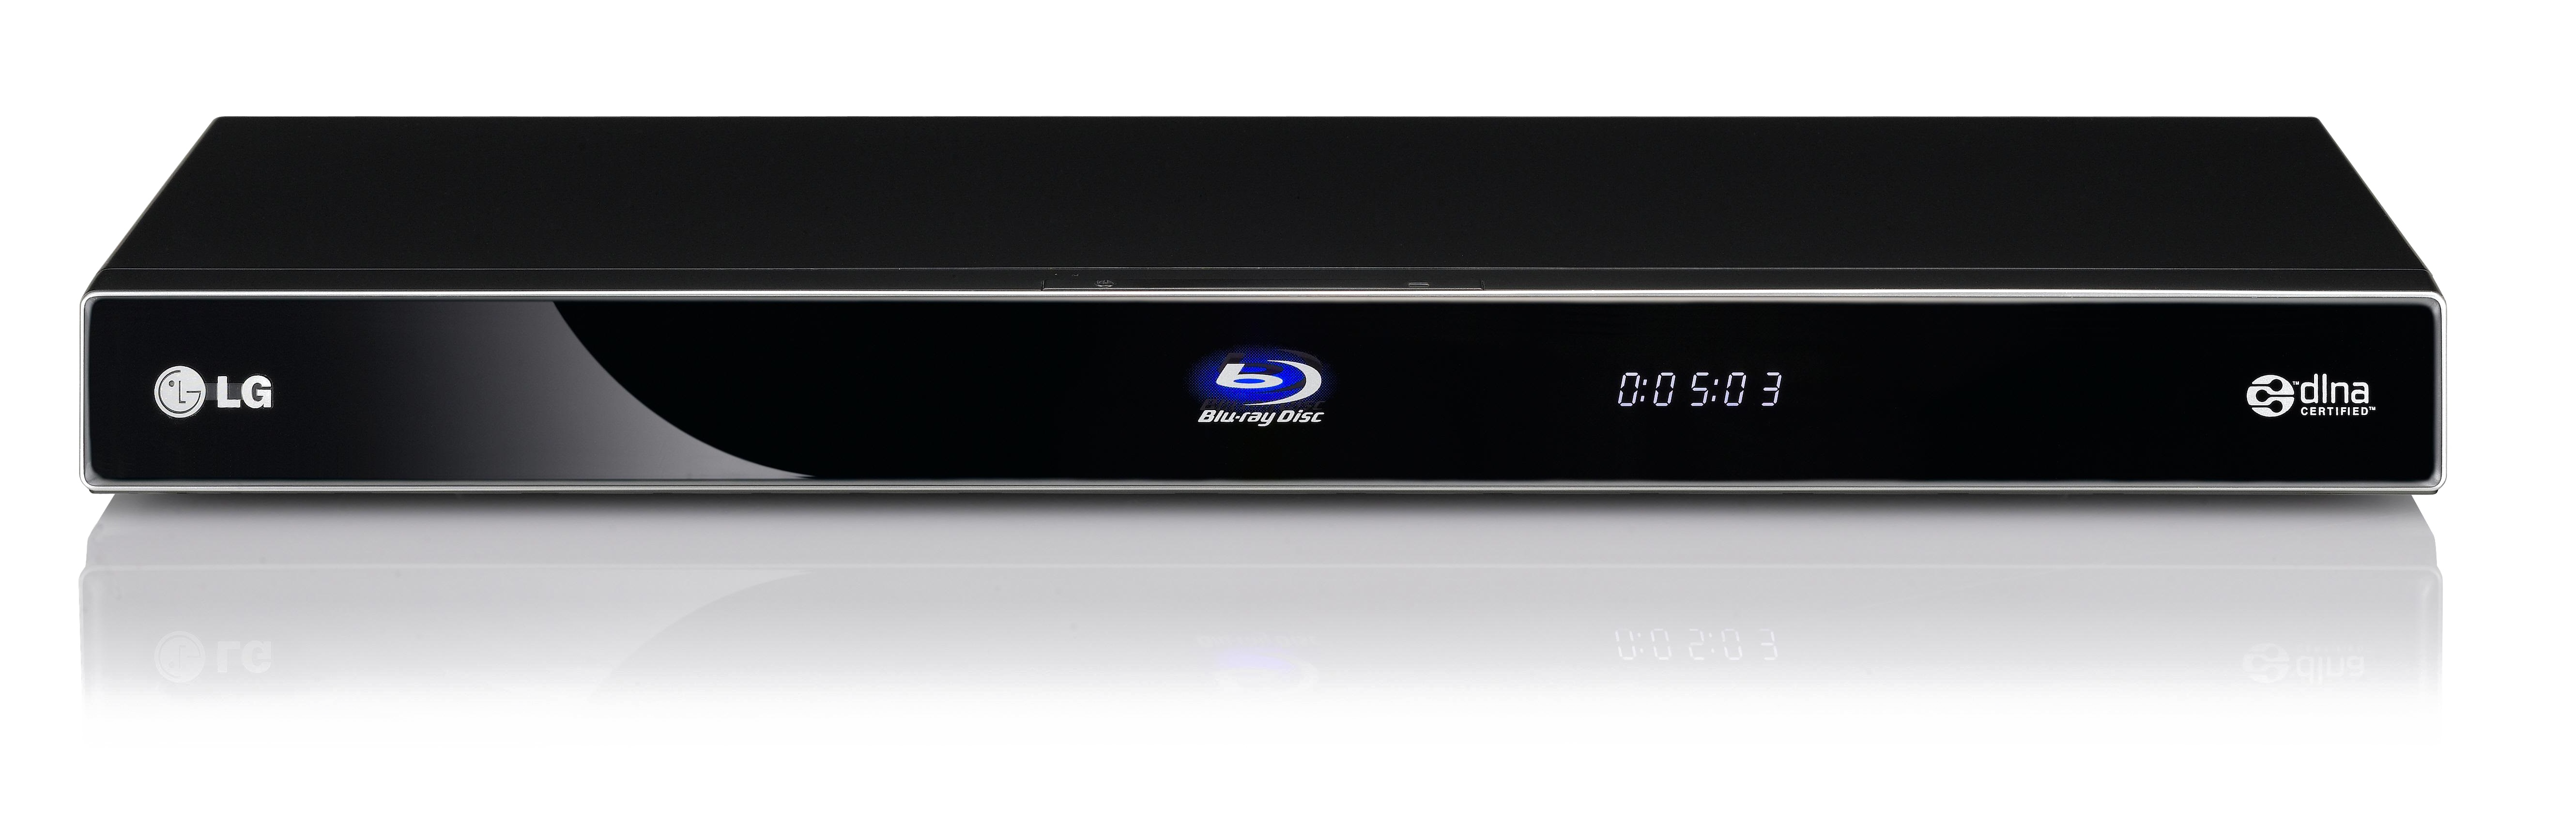 LG
Blu-ray Disc
0:05:03
dlna
CERTIFIED™